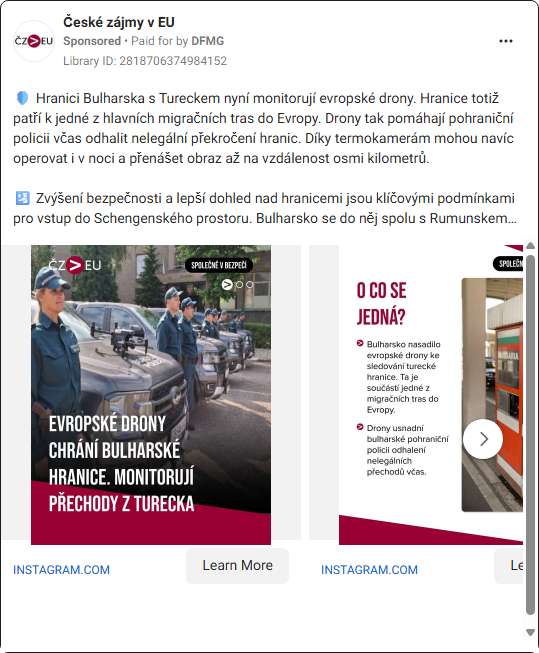 České zájmy v EU
Sponsored • Paid for by DFMG
Library ID: 2818706374984152
ČZ EU
Hranici Bulharska s Tureckem nyní monitorují evropské drony. Hranice totiž
patří k jedné z hlavních migračních tras do Evropy. Drony tak pomáhají pohraniční
policii včas odhalit nelegální překročení hranic. Díky termokamerám mohou navíc
operovat i v noci a přenášet obraz až na vzdálenost osmi kilometrů.
Zvýšení bezpečnosti a lepší dohled nad hranicemi jsou klíčovými podmínkami
pro vstup do Schengenského prostoru. Bulharsko se do něj spolu s Rumunskem...
ČZ EU
SPOLEČNĚ V BEZPEČÍ
EVROPSKÉ DRONY
CHRÁNÍ BULHARSKÉ
HRANICE. MONITORUJÍ
PŘECHODY Z TURECKA
INSTAGRAM.COM
Learn More
SPOLEČN
O CO SE
JEDNÁ?
Bulharsko nasadilo
evropské drony ke
sledování turecké
hranice. Ta je
součástí jedné z
migračních tras do
Evropy.
Drony usnadní
bulharské pohraniční
policii odhalení
nelegálních
přechodů včas.
INSTAGRAM.COM
Le